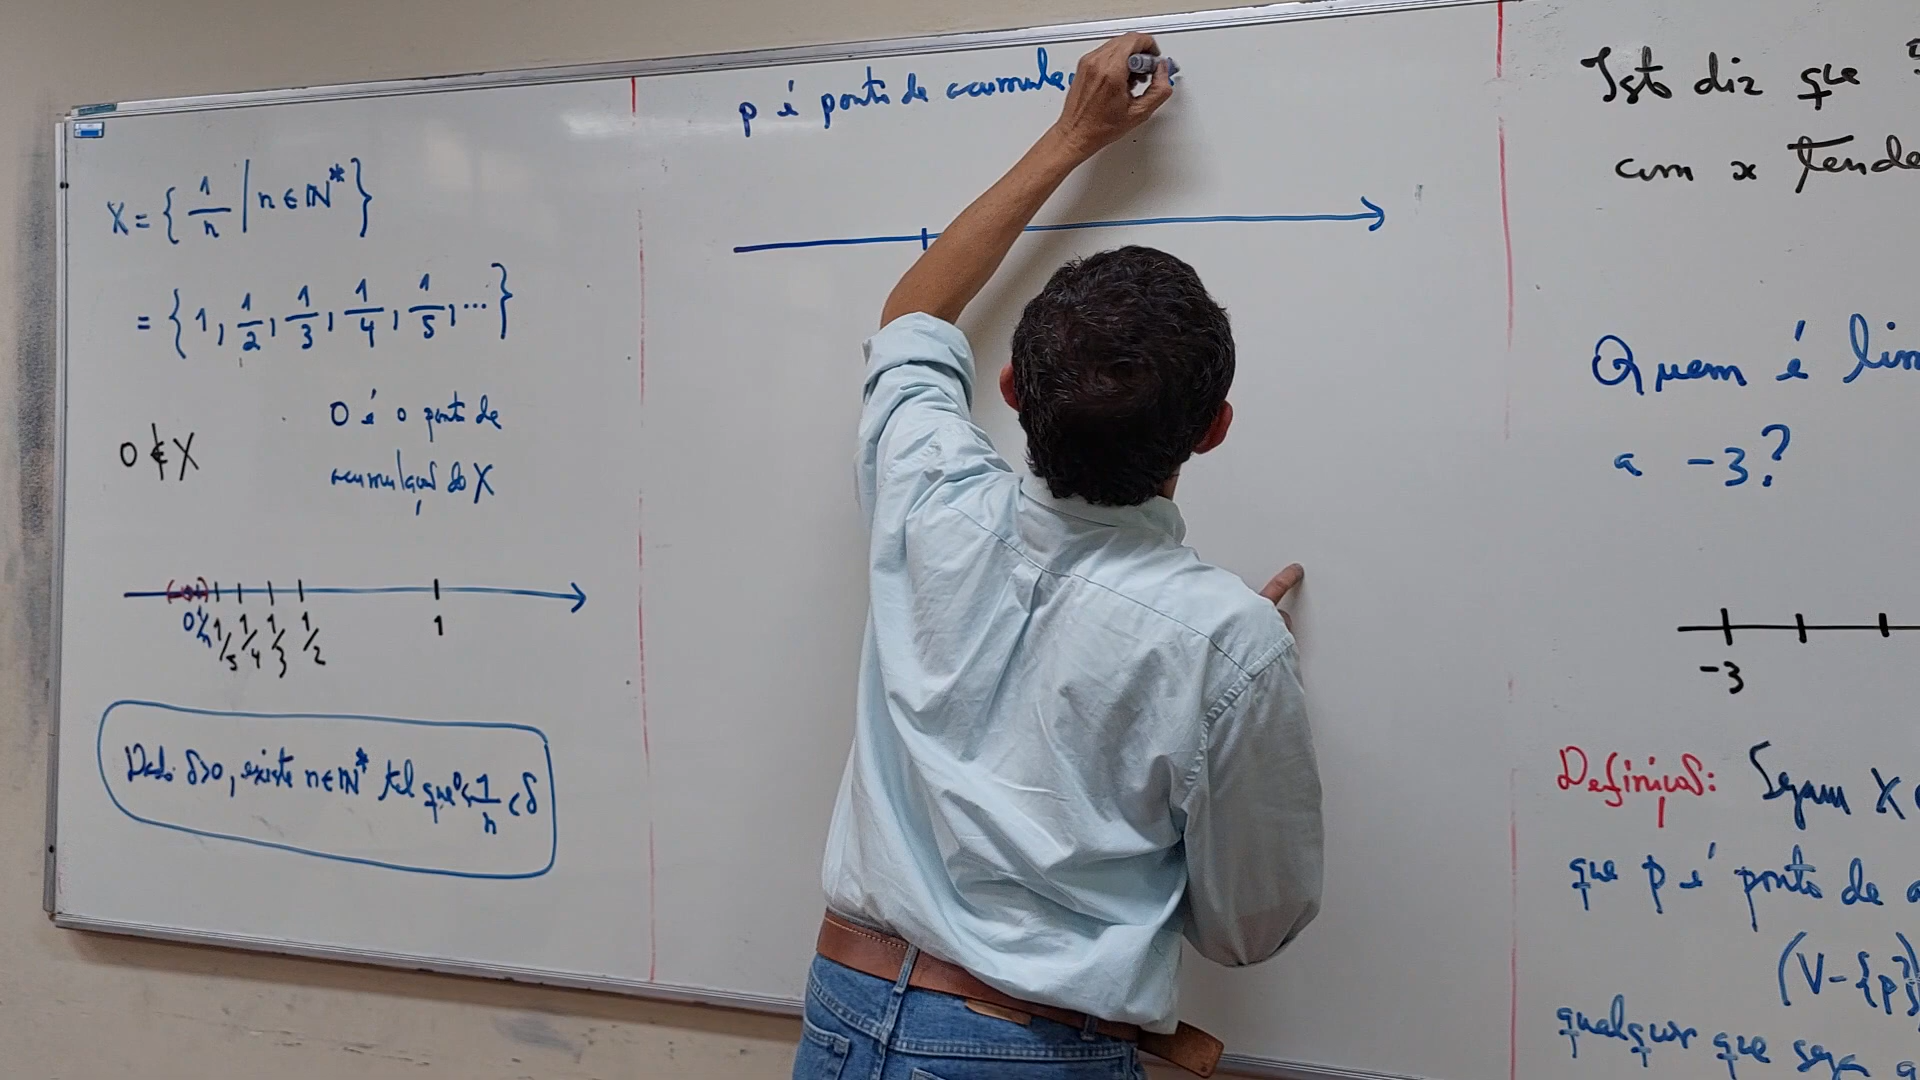 X = { 1/n | n ∈ ℕ* }
= { 1, 1/2, 1/3, 1/4, 1/5, ... }
0 ∉ X
0 é o ponto de
acumulação do X
0 1/n 1/5 1/4 1/3 1/2 1
Dado δ>0, existe n∈ℕ* tal que 0<1/n<δ
p é ponto de
Isto diz que
com x tende
Quem é lim
a -3?
-3
Definição: Sejam X
que p é ponto de
(V-{p})
qualquer que seja